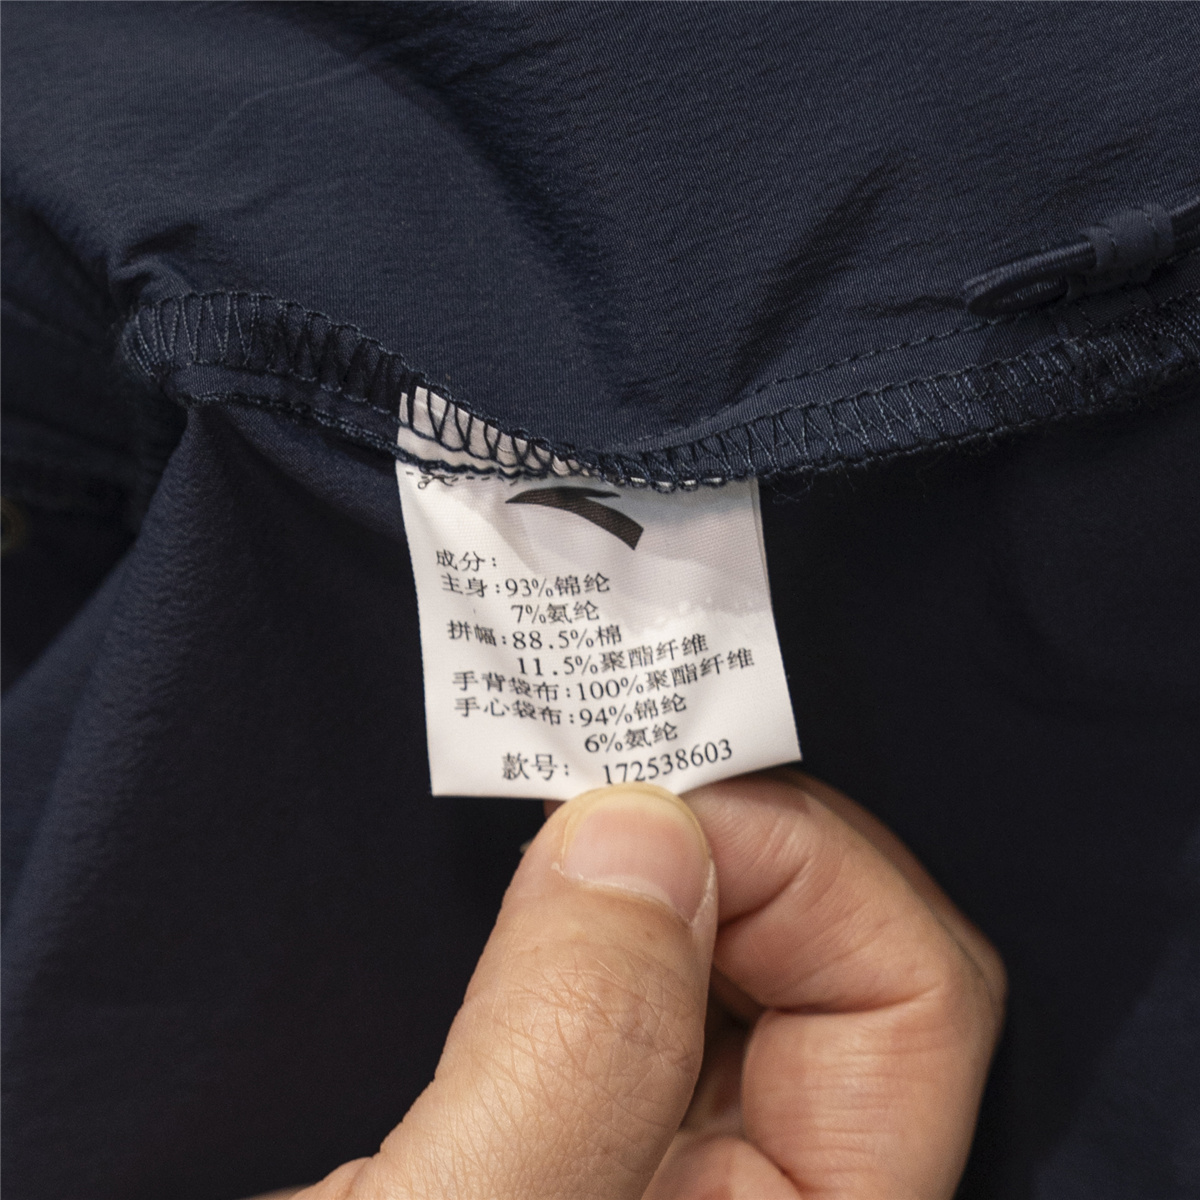 成分:
主身:93%锦纶
7%氨纶
拼幅:88.5%棉
11.5%聚酯纤维
手背袋布:100%聚酯纤维
手心袋布:94%锦纶
6%氨纶
款号: 172538603